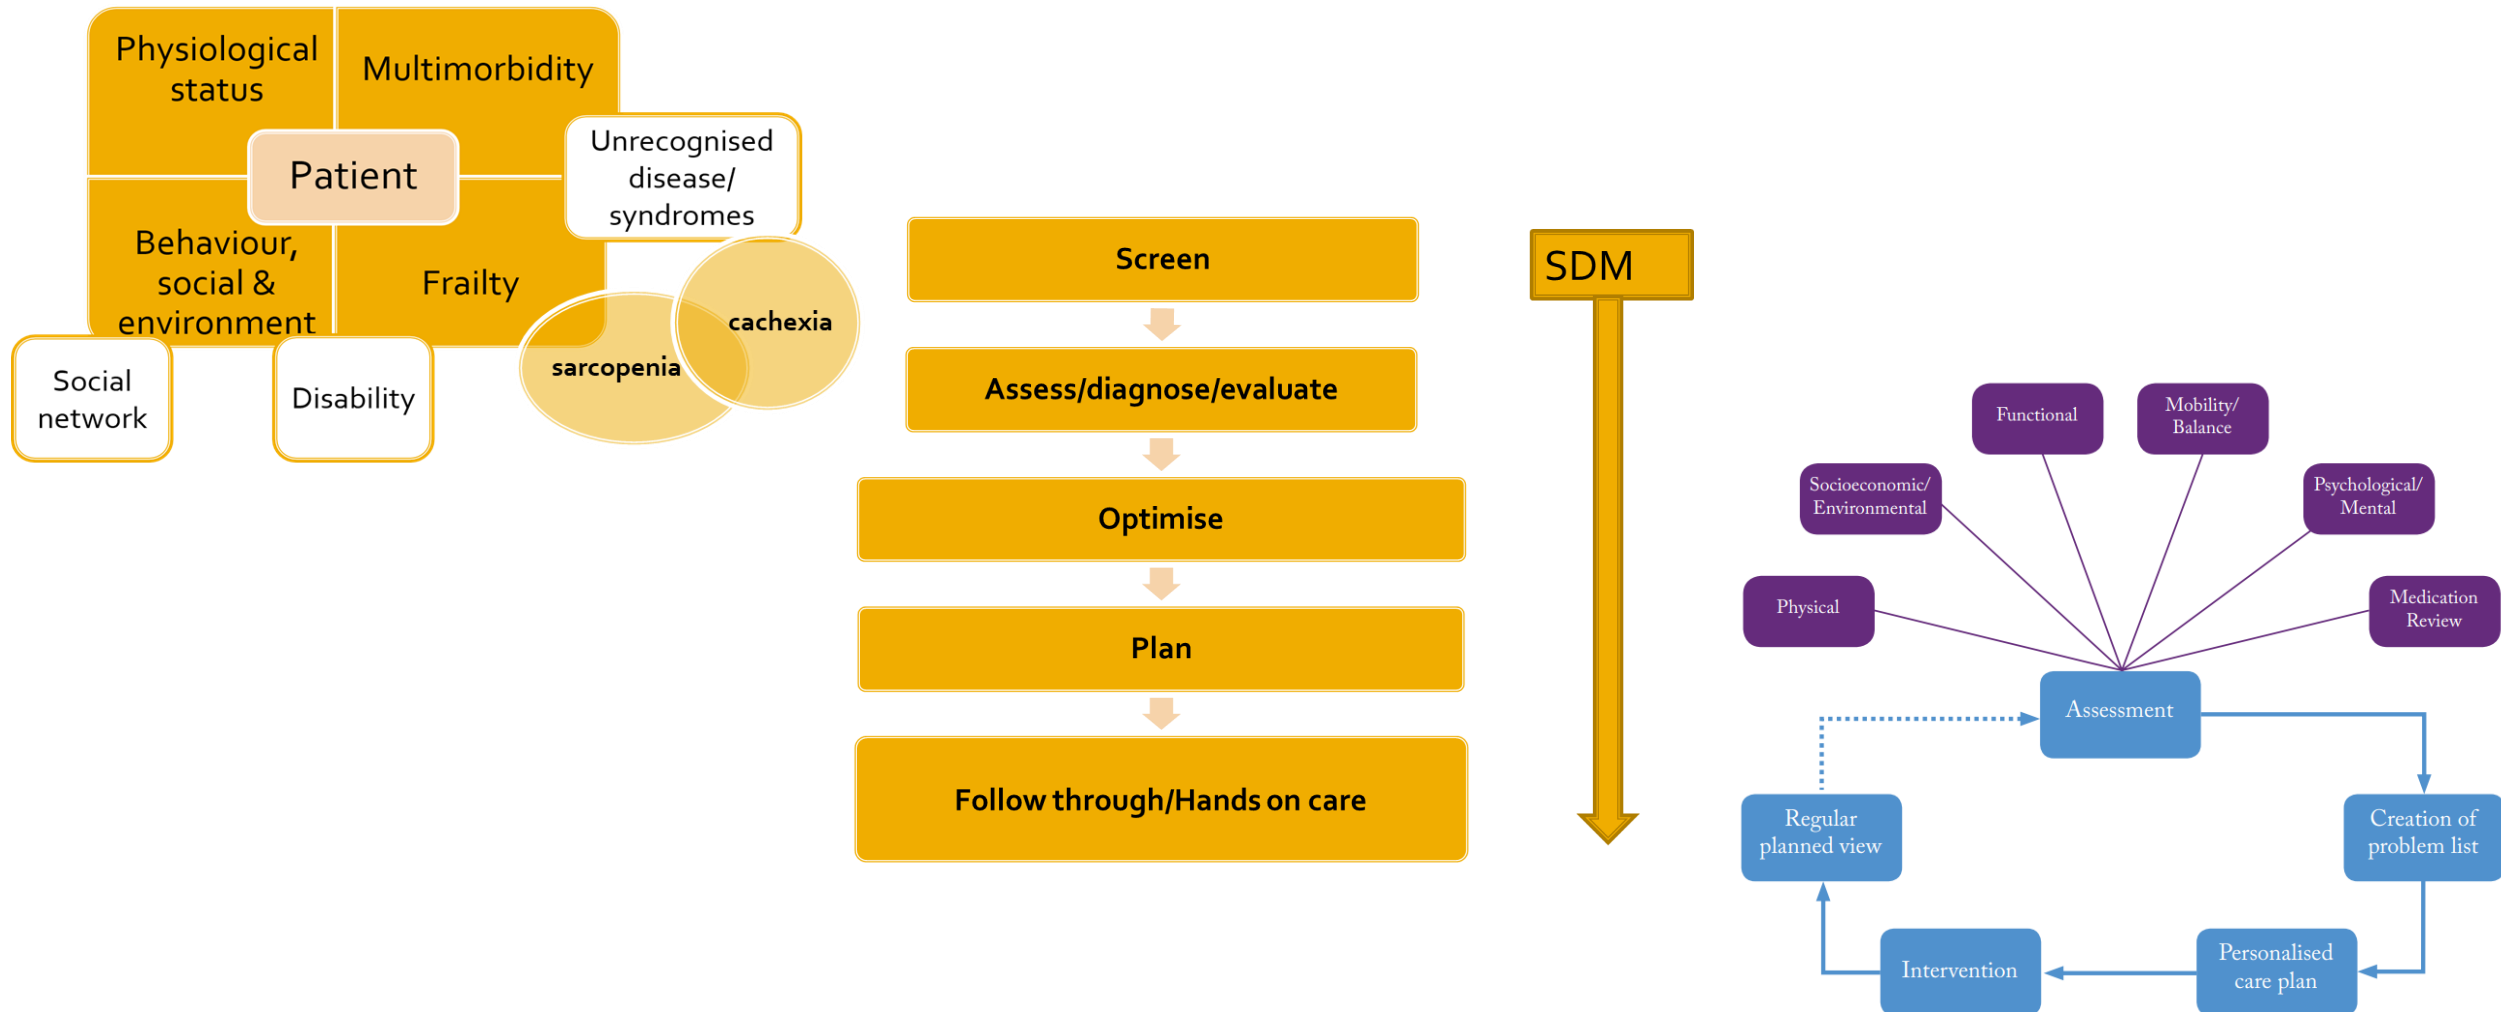 Physiological
status
Multimorbidity
Patient
Unrecognised
disease/
syndromes
Behaviour,
social &
environment
Frailty
cachexia
sarcopenia
Social
network
Disability
Screen
Assess/diagnose/evaluate
Optimise
Plan
Follow through/Hands on care
SDM
Functional
Mobility/
Balance
Socioeconomic/
Environmental
Psychological/
Mental
Physical
Medication
Review
Assessment
Regular
planned view
Creation of
problem list
Intervention
Personalised
care plan